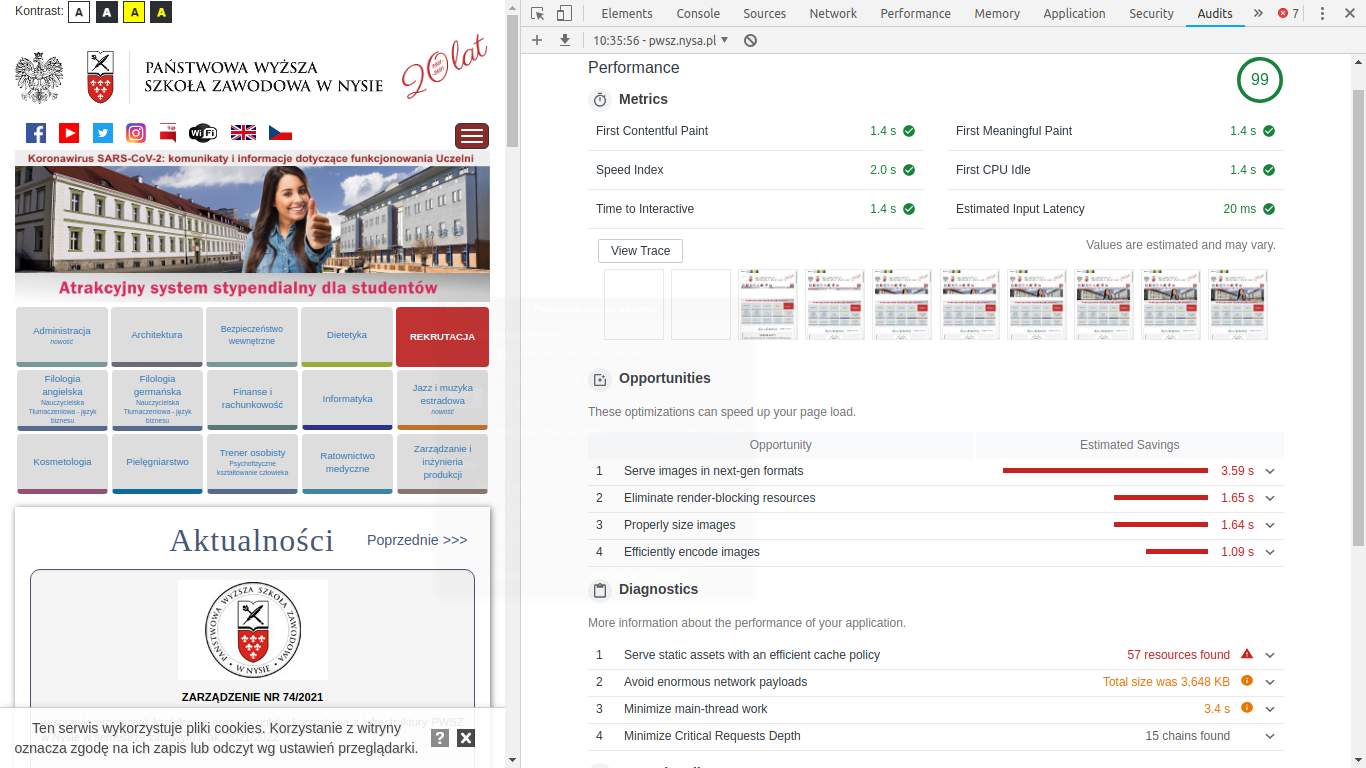 Kontrast: A A A A
PAŃSTWOWA WYŻSZA
SZKOŁA ZAWODOWA W NYSIE
20lat
WiFi
Koronawirus SARS-CoV-2: komunikaty i informacje dotyczące funkcjonowania Uczelni
Atrakcyjny system stypendialny dla studentów
Administracja
nowość
Architektura
Bezpieczeństwo
wewnętrzne
Dietetyka
REKRUTACJA
Filologia
angielska
Nauczycielska
Tłumaczeniowa - język
biznesu
Filologia
germańska
Nauczycielska
Tłumaczeniowa - język
biznesu
Finanse i
rachunkowość
Informatyka
Jazz i muzyka
estradowa
nowość
Kosmetologia
Pielęgniarstwo
Trener osobisty
Psychofizyczne
kształtowanie człowieka
Ratownictwo
medyczne
Zarządzanie i
inżynieria
produkcji
Aktualności
Poprzednie >>>
PAŃSTWOWA WYŻSZA SZKOŁA ZAWODOWA
W NYSIE
ZARZĄDZENIE NR 74/2021
Ten serwis wykorzystuje pliki cookies. Korzystanie z witryny
oznacza zgodę na ich zapis lub odczyt wg ustawień przeglądarki.
?
Elements Console Sources Network Performance Memory Application Security Audits » 7
10:35:56 - pwsz.nysa.pl
Performance
99
Metrics
First Contentful Paint 1.4 s
First Meaningful Paint 1.4 s
Speed Index 2.0 s
First CPU Idle 1.4 s
Time to Interactive 1.4 s
Estimated Input Latency 20 ms
View Trace
Values are estimated and may vary.
Opportunities
These optimizations can speed up your page load.
Opportunity Estimated Savings
1 Serve images in next-gen formats 3.59 s
2 Eliminate render-blocking resources 1.65 s
3 Properly size images 1.64 s
4 Efficiently encode images 1.09 s
Diagnostics
More information about the performance of your application.
1 Serve static assets with an efficient cache policy 57 resources found
2 Avoid enormous network payloads Total size was 3,648 KB
3 Minimize main-thread work 3.4 s
4 Minimize Critical Requests Depth 15 chains found